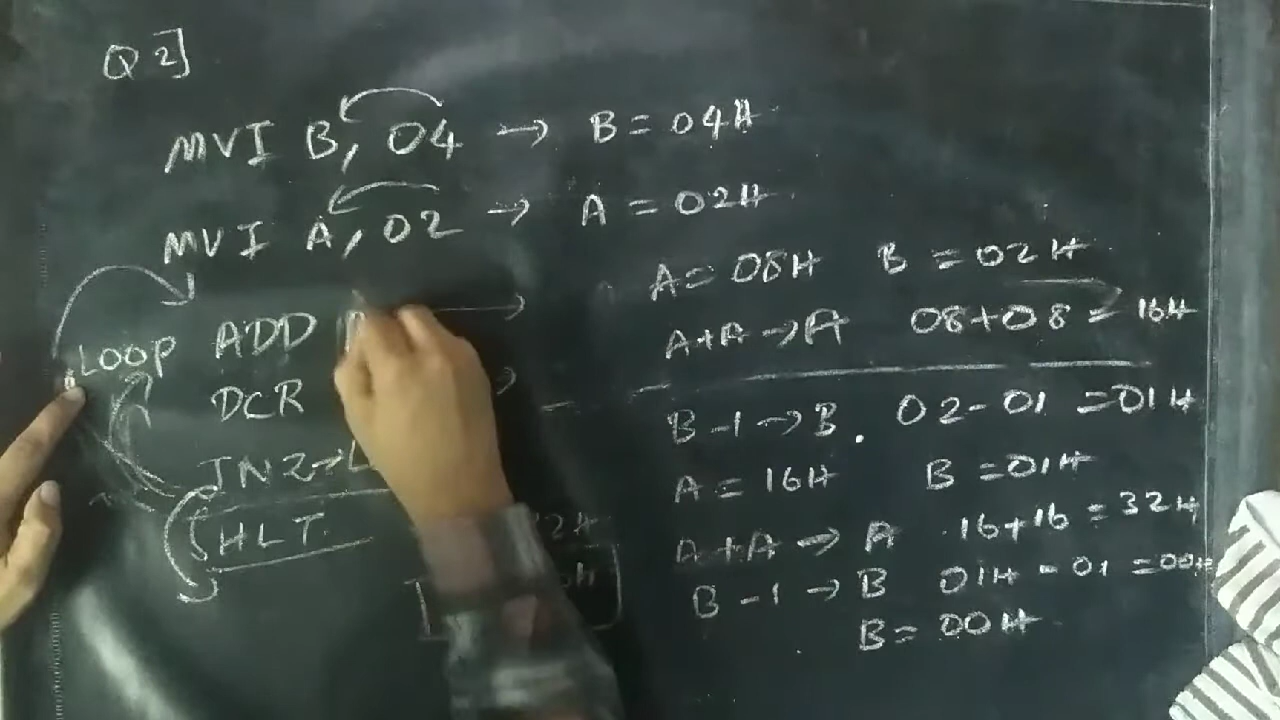 Q 2]
MVI B, 04 → B = 04H
MVI A, 02 → A = 02H
A = 08H B = 02H
LOOP ADD →
A+A → A 08+08 = 16H
DCR
B-1 → B. 02-01 = 01H
JNZ → L
A = 16H B = 01H
HLT.
A+A → A 16+16 = 32H
B-1 → B 01H - 01 = 00H
B = 00H